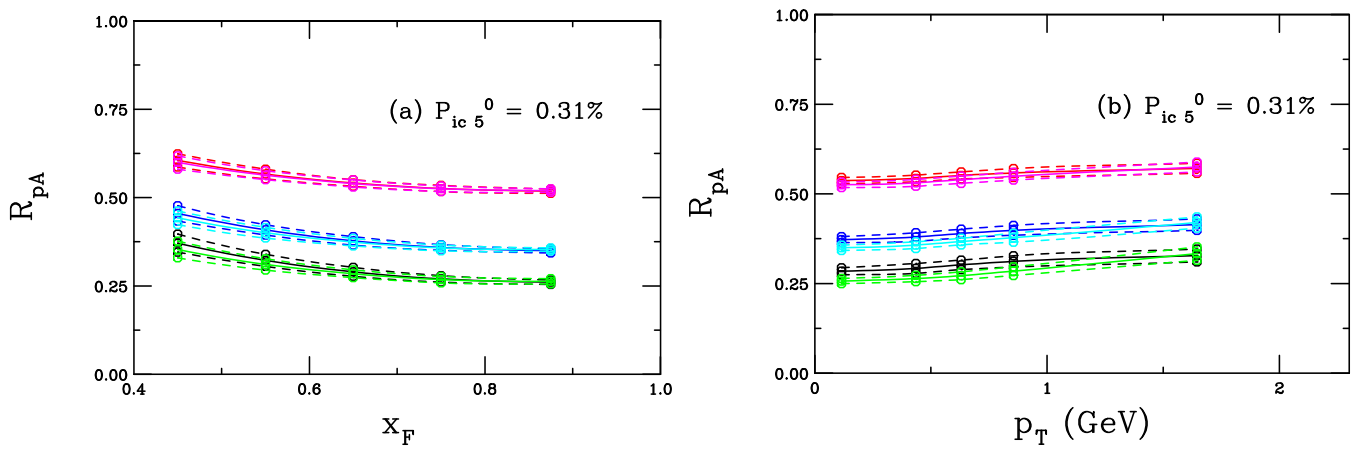 1.00
0.75
0.50
0.25
0.00
R_pA
(a) P_ic 5^0 = 0.31%
0.4 0.6 0.8 1.0
x_F
1.00
0.75
0.50
0.25
0.00
R_pA
(b) P_ic 5^0 = 0.31%
0 1 2
p_T (GeV)